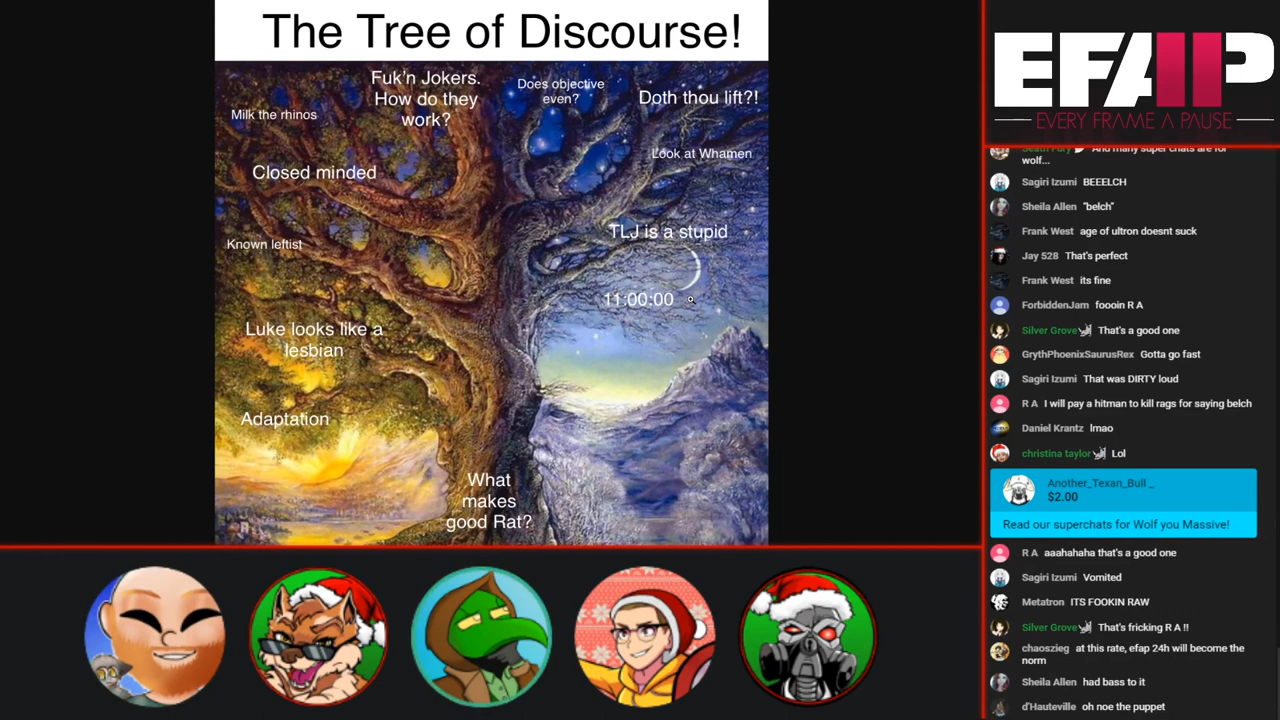 The Tree of Discourse!
Fuk'n Jokers.
How do they
work?
Does objective
even?
Doth thou lift?!
Milk the rhinos
Look at Whamen
Closed minded
TLJ is a stupid
Known leftist
11:00:00
Luke looks like a
lesbian
Adaptation
What
makes
good Rat?
EFAP
EVERY FRAME A PAUSE
And many super chats are for
wolf...
Sagiri Izumi BEEELCH
Sheila Allen "belch"
Frank West age of ultron doesnt suck
Jay 528 That's perfect
Frank West its fine
ForbiddenJam foooin R A
Silver Grove That's a good one
GrythPhoenixSaurusRex Gotta go fast
Sagiri Izumi That was DIRTY loud
R A I will pay a hitman to kill rags for saying belch
Daniel Krantz lmao
christina taylor Lol
Another_Texan_Bull _
$2.00
Read our superchats for Wolf you Massive!
R A aaahahaha that's a good one
Sagiri Izumi Vomited
Metatron ITS FOOKIN RAW
Silver Grove That's fricking R A !!
chaoszieg at this rate, efap 24h will become the
norm
Sheila Allen had bass to it
d'Hauteville oh noe the puppet